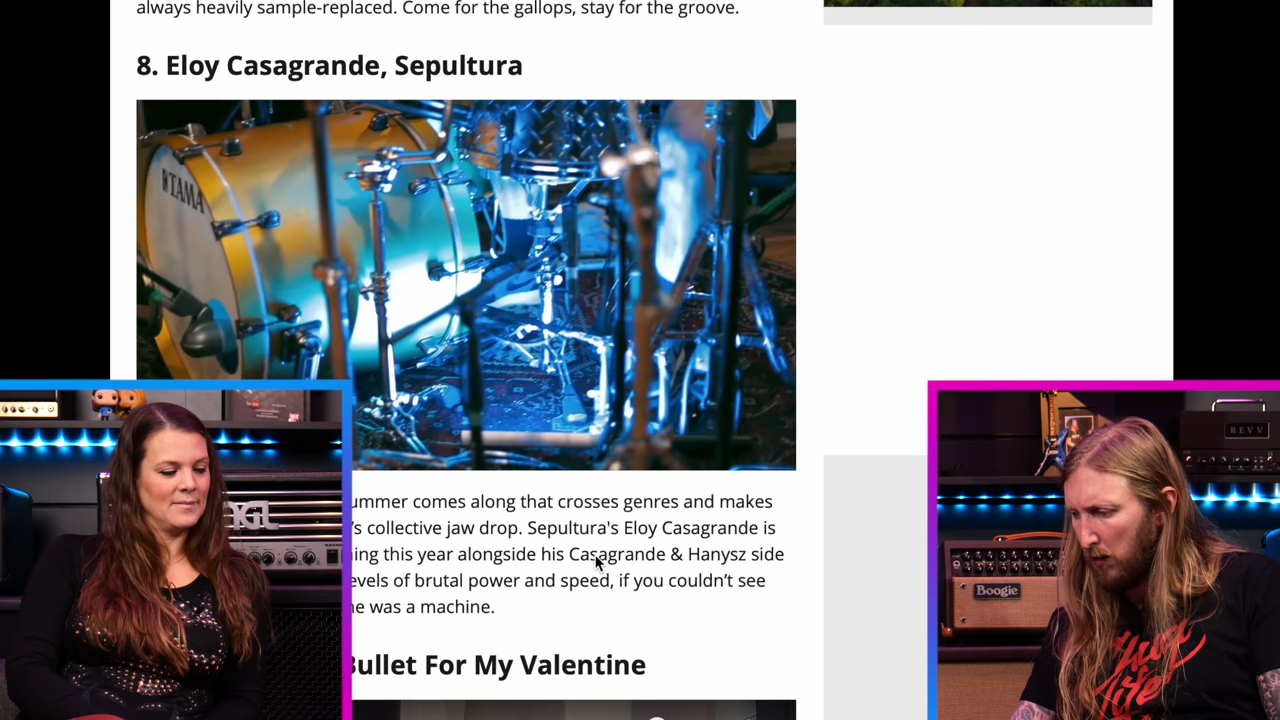 always heavily sample-replaced. Come for the gallops, stay for the groove.
8. Eloy Casagrande, Sepultura
TAMA
ummer comes along that crosses genres and makes
's collective jaw drop. Sepultura's Eloy Casagrande is
ing this year alongside his Casagrande & Hanysz side
evels of brutal power and speed, if you couldn't see
he was a machine.
Bullet For My Valentine
REVV
Boogie